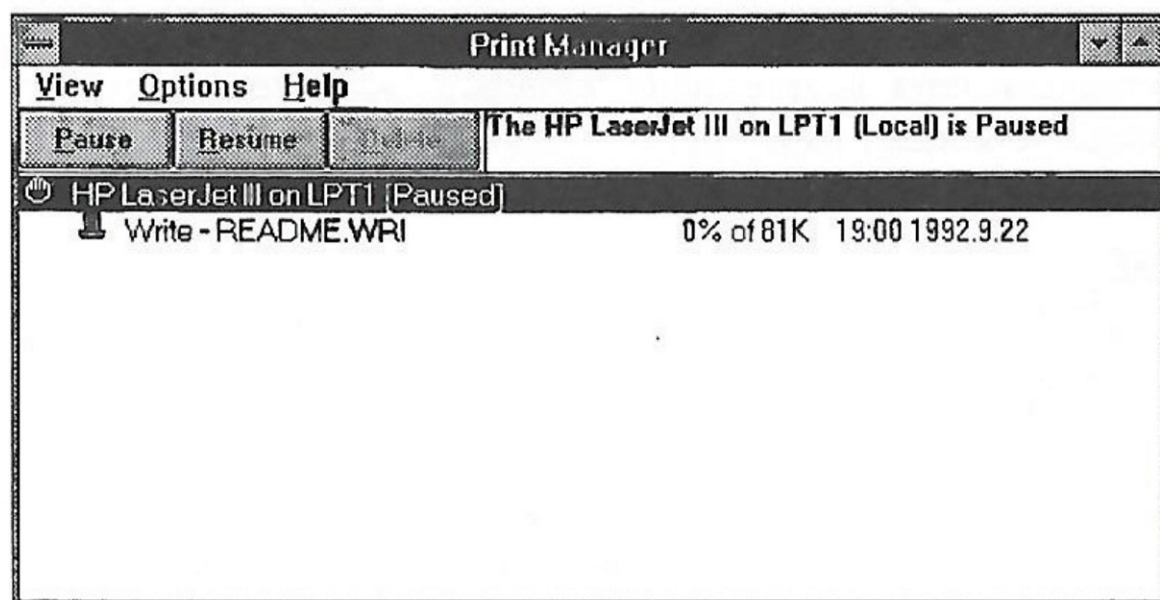 Print Manager
View Options Help
Pause Resume Delete The HP LaserJet III on LPT1 (Local) is Paused
HP LaserJet III on LPT1 [Paused]
Write - README.WRI 0% of 81K 19:00 1992.9.22